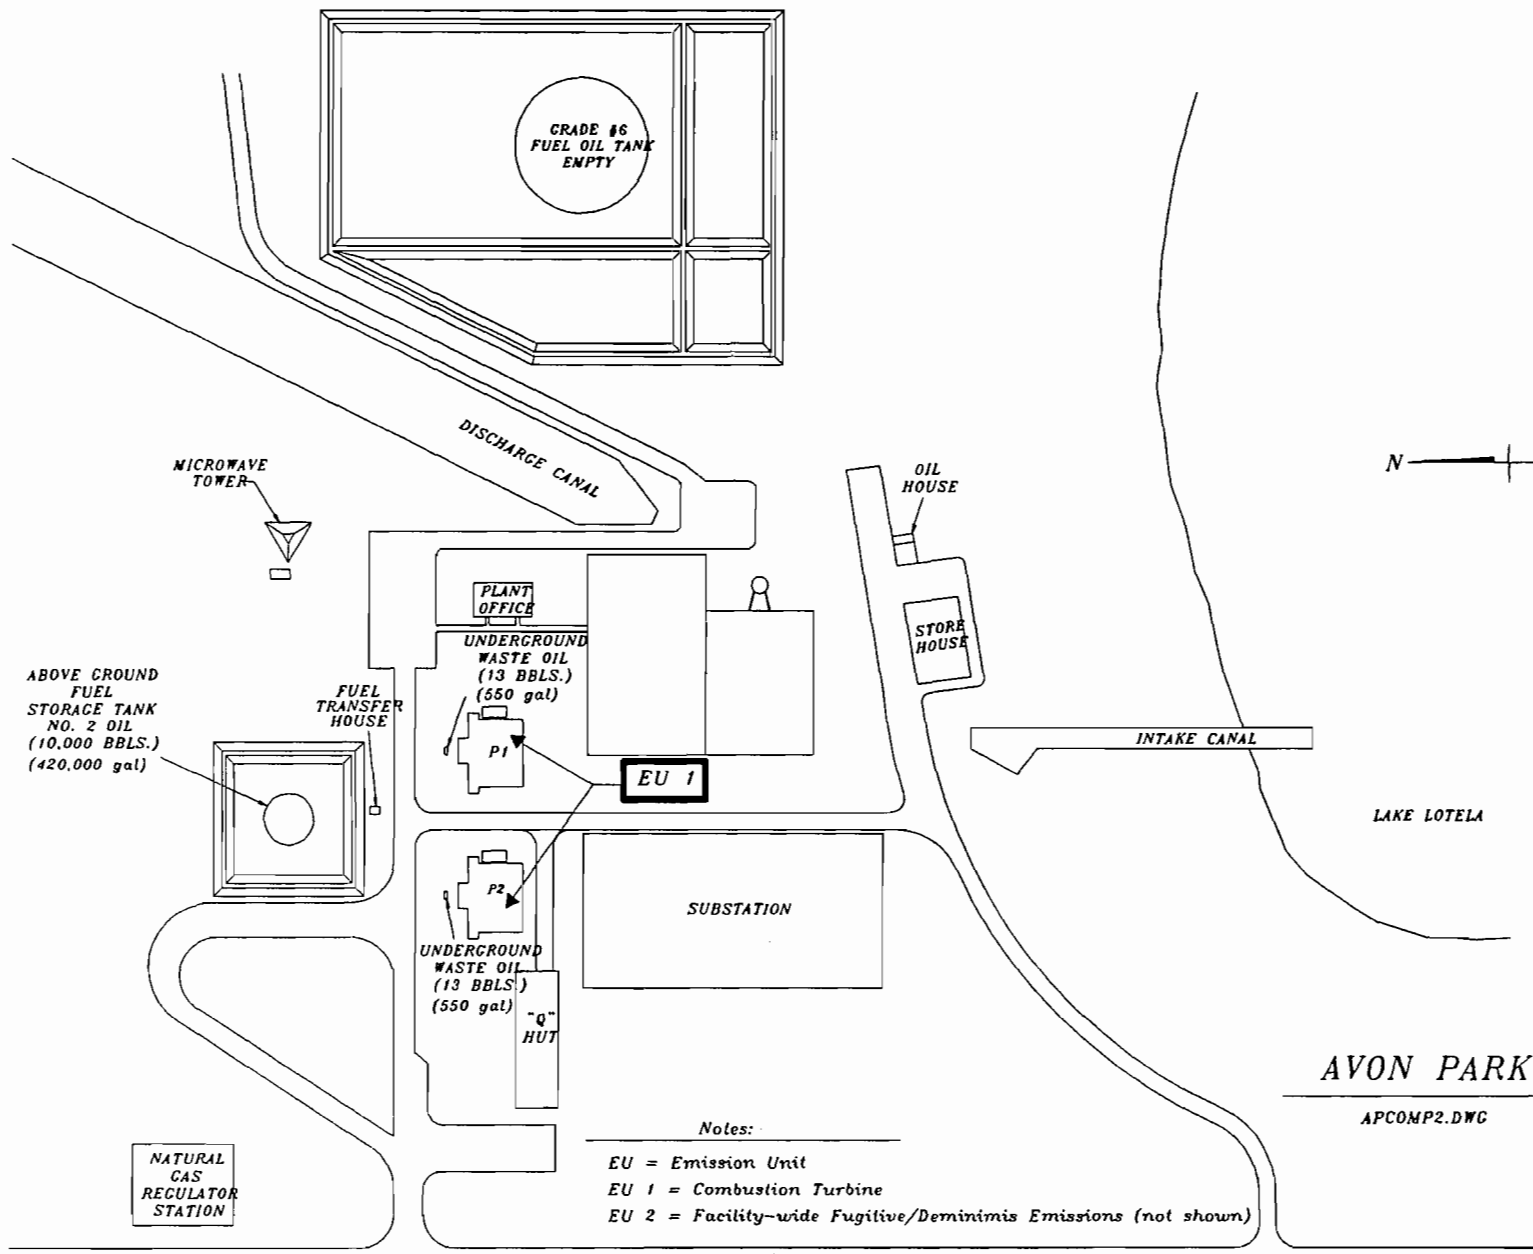 GRADE #6
FUEL OIL TANK
EMPTY
DISCHARGE CANAL
MICROWAVE
TOWER
OIL
HOUSE
N
PLANT
OFFICE
STORE
HOUSE
UNDERGROUND
WASTE OIL
(13 BBLS.)
(550 gal)
ABOVE GROUND
FUEL
STORAGE TANK
NO. 2 OIL
(10,000 BBLS.)
(420,000 gal)
FUEL
TRANSFER
HOUSE
P1
EU 1
INTAKE CANAL
LAKE LOTELA
P2
SUBSTATION
UNDERGROUND
WASTE OIL
(13 BBLS.)
(550 gal)
"Q"
HUT
AVON PARK
APCOMP2.DWG
NATURAL
GAS
REGULATOR
STATION
Notes:
EU = Emission Unit
EU 1 = Combustion Turbine
EU 2 = Facility-wide Fugitive/Deminimis Emissions (not shown)